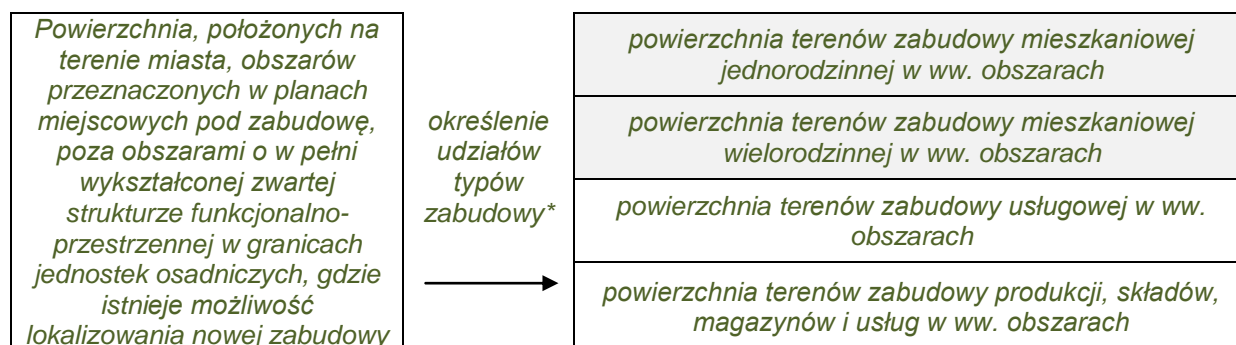 Powierzchnia, położonych na
terenie miasta, obszarów
przeznaczonych w planach
miejscowych pod zabudowę,
poza obszarami o w pełni
wykształconej zwartej
strukturze funkcjonalno-
przestrzennej w granicach
jednostek osadniczych, gdzie
istnieje możliwość
lokalizowania nowej zabudowy
określenie
udziałów
typów
zabudowy*
powierzchnia terenów zabudowy mieszkaniowej
jednorodzinnej w ww. obszarach
powierzchnia terenów zabudowy mieszkaniowej
wielorodzinnej w ww. obszarach
powierzchnia terenów zabudowy usługowej w ww.
obszarach
powierzchnia terenów zabudowy produkcji, składów,
magazynów i usług w ww. obszarach